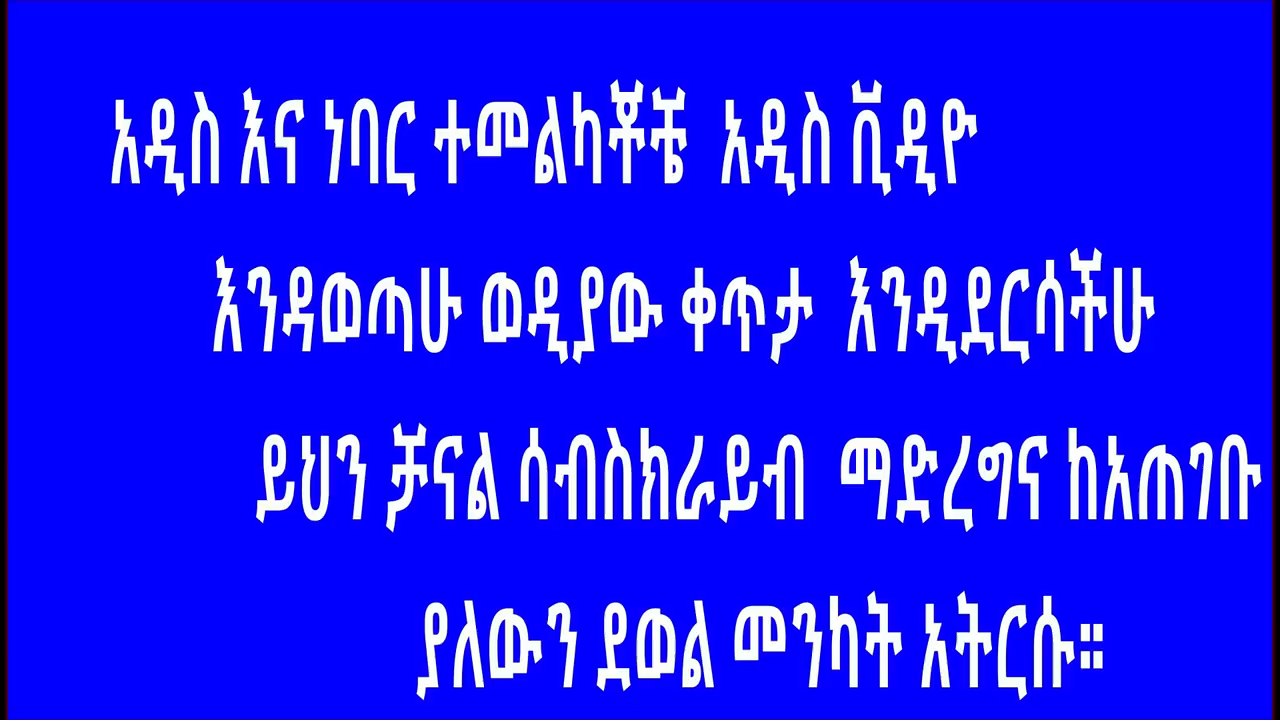 አዲስ እና ነባር ተመልካቾቼ አዲስ ቪዲዮ
እንዳወጣሁ ወዲያው ቀጥታ እንዲደርሳችሁ
ይህን ቻናል ሳብስክራይብ ማድረግና ከአጠገቡ
ያለውን ደወል መንካት አትርሱ።